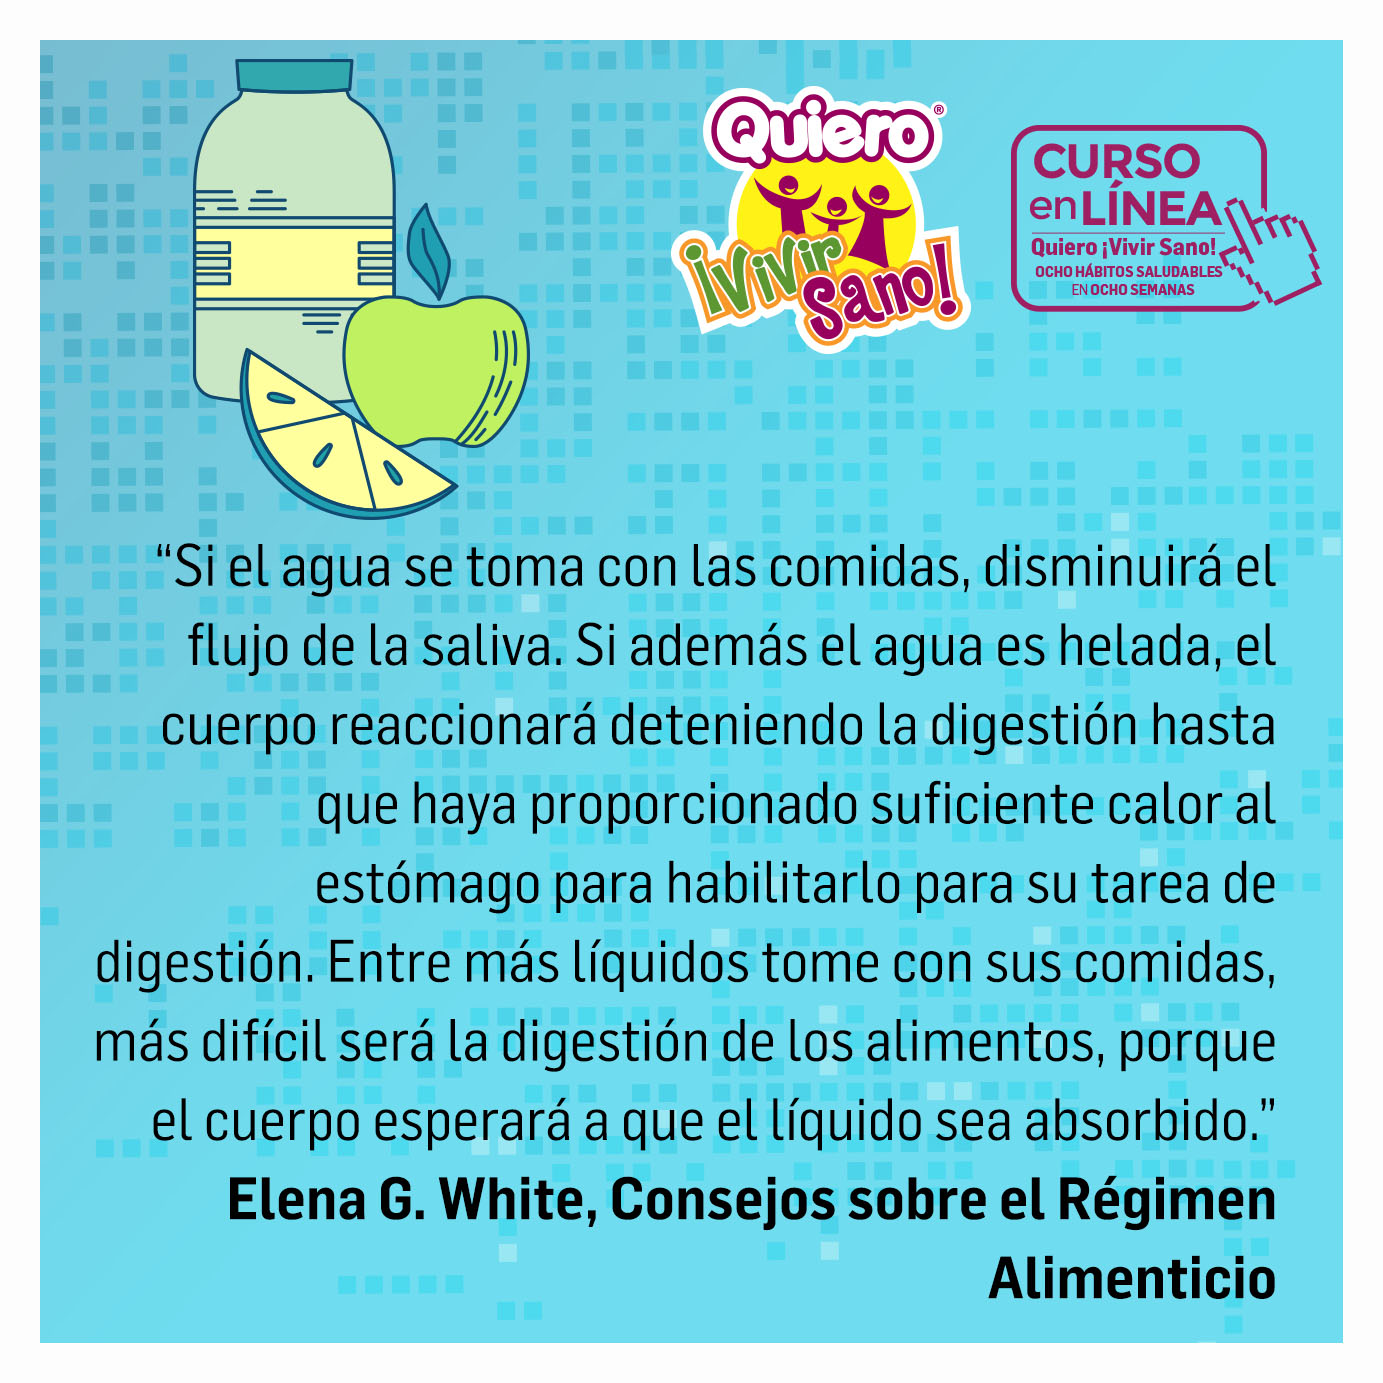 Quiero®
¡Vivir
Sano!
CURSO
en LÍNEA
Quiero ¡Vivir Sano!
OCHO HÁBITOS SALUDABLES
EN OCHO SEMANAS
“Si el agua se toma con las comidas, disminuirá el
flujo de la saliva. Si además el agua es helada, el
cuerpo reaccionará deteniendo la digestión hasta
que haya proporcionado suficiente calor al
estómago para habilitarlo para su tarea de
digestión. Entre más líquidos tome con sus comidas,
más difícil será la digestión de los alimentos, porque
el cuerpo esperará a que el líquido sea absorbido.”
Elena G. White, Consejos sobre el Régimen
Alimenticio